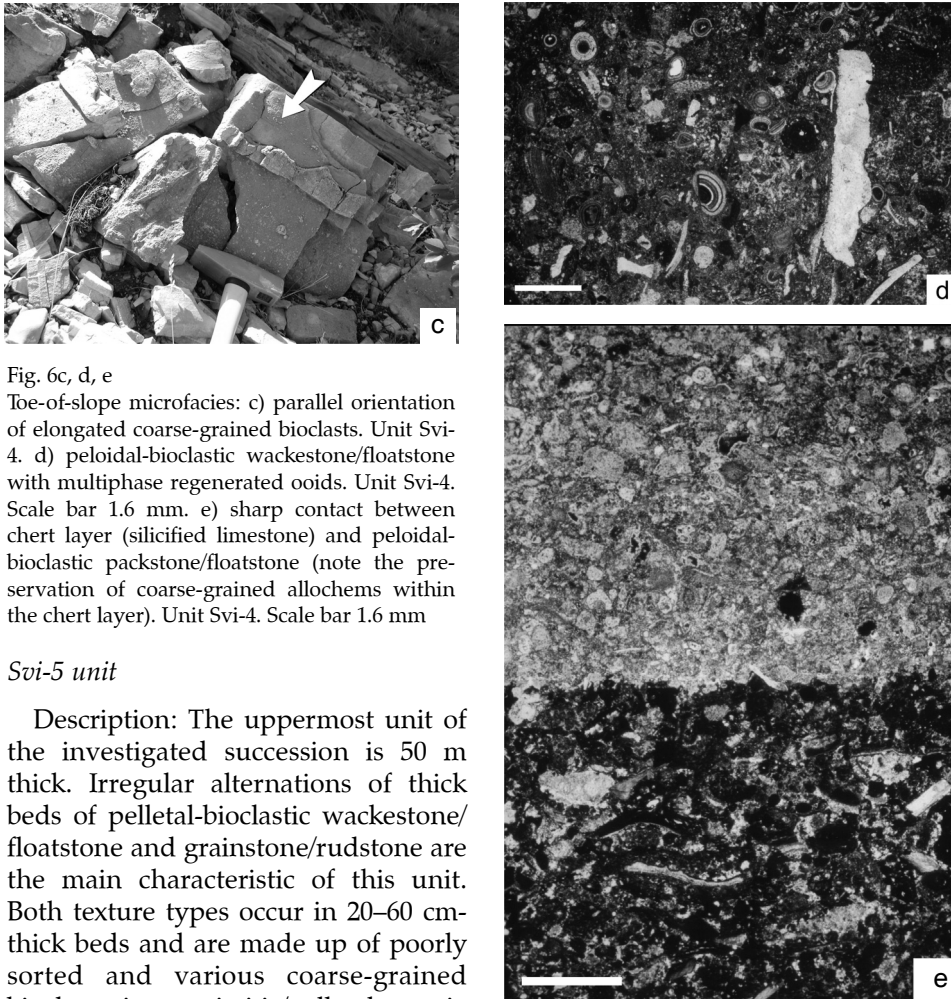 c
d
Fig. 6c, d, e
Toe-of-slope microfacies: c) parallel orientation
of elongated coarse-grained bioclasts. Unit Svi-
4. d) peloidal-bioclastic wackestone/floatstone
with multiphase regenerated ooids. Unit Svi-4.
Scale bar 1.6 mm. e) sharp contact between
chert layer (silicified limestone) and peloidal-
bioclastic packstone/floatstone (note the pre-
servation of coarse-grained allochems within
the chert layer). Unit Svi-4. Scale bar 1.6 mm
Svi-5 unit
Description: The uppermost unit of
the investigated succession is 50 m
thick. Irregular alternations of thick
beds of pelletal-bioclastic wackestone/
floatstone and grainstone/rudstone are
the main characteristic of this unit.
Both texture types occur in 20–60 cm-
thick beds and are made up of poorly
sorted and various coarse-grained
e